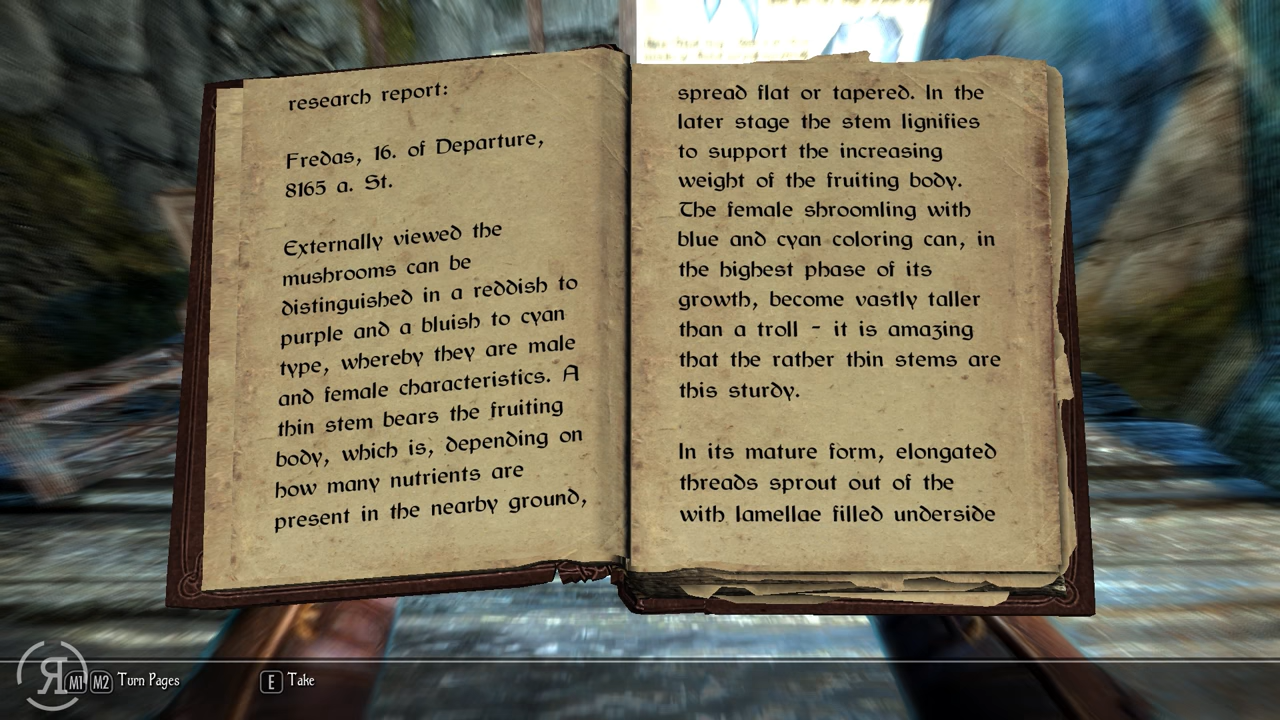 research report:
Fredas, 16. of Departure,
8165 a. St.
Externally viewed the
mushrooms can be
distinguished in a reddish to
purple and a bluish to cyan
type, whereby they are male
and female characteristics. A
thin stem bears the fruiting
body, which is, depending on
how many nutrients are
present in the nearby ground,
spread flat or tapered. In the
later stage the stem lignifies
to support the increasing
weight of the fruiting body.
The female shroomling with
blue and cyan coloring can, in
the highest phase of its
growth, become vastly taller
than a troll - it is amazing
that the rather thin stems are
this sturdy.
In its mature form, elongated
threads sprout out of the
with lamellae filled underside
M1 M2 Turn Pages
E Take